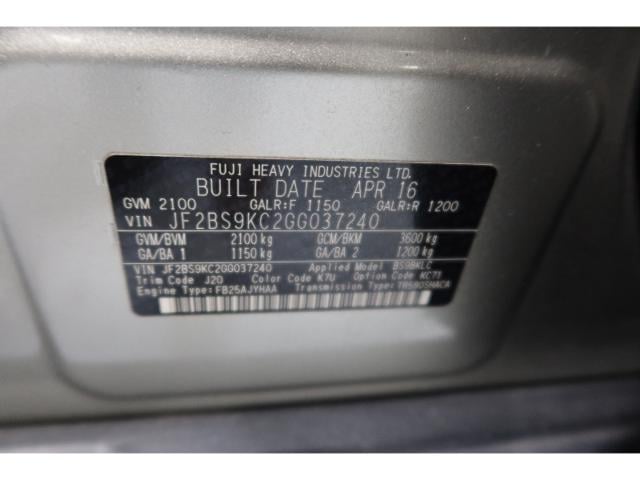 FUJI HEAVY INDUSTRIES LTD.
BUILT DATE APR 16
GVM 2100 GALR:F 1150 GALR:R 1200
VIN JF2BS9KC2GG037240
GVM/BVM 2100 kg GCM/BKM 3600 kg
GA/BA 1 1150 kg GA/BA 2 1200 kg
VIN JF2BS9KC2GG037240 Applied Model BS9BKLC
Trim Code J20 Color Code K7U Option Code KC71
Engine Type: FB25AJYHAA Transmission Type: TR580SHACA